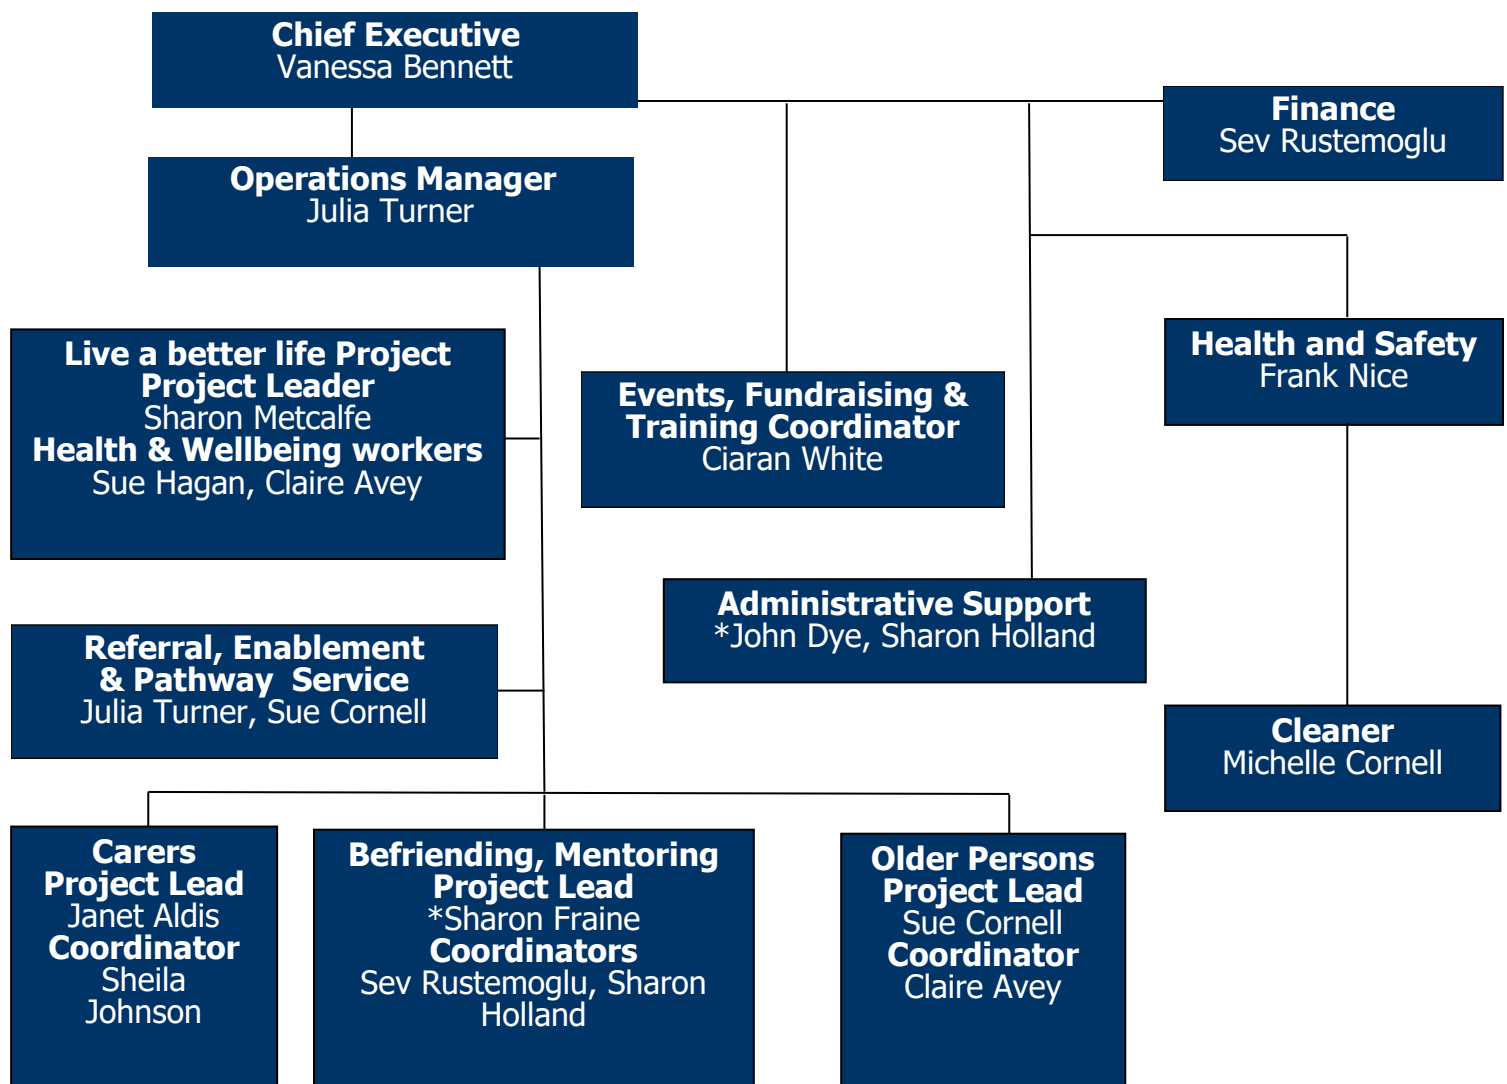 Chief Executive
Vanessa Bennett
Finance
Sev Rustemoglu
Operations Manager
Julia Turner
Live a better life Project
Project Leader
Sharon Metcalfe
Health & Wellbeing workers
Sue Hagan, Claire Avey
Events, Fundraising &
Training Coordinator
Ciaran White
Health and Safety
Frank Nice
Administrative Support
*John Dye, Sharon Holland
Referral, Enablement
& Pathway  Service
Julia Turner, Sue Cornell
Cleaner
Michelle Cornell
Carers
Project Lead
Janet Aldis
Coordinator
Sheila
Johnson
Befriending, Mentoring
Project Lead
*Sharon Fraine
Coordinators
Sev Rustemoglu, Sharon
Holland
Older Persons
Project Lead
Sue Cornell
Coordinator
Claire Avey